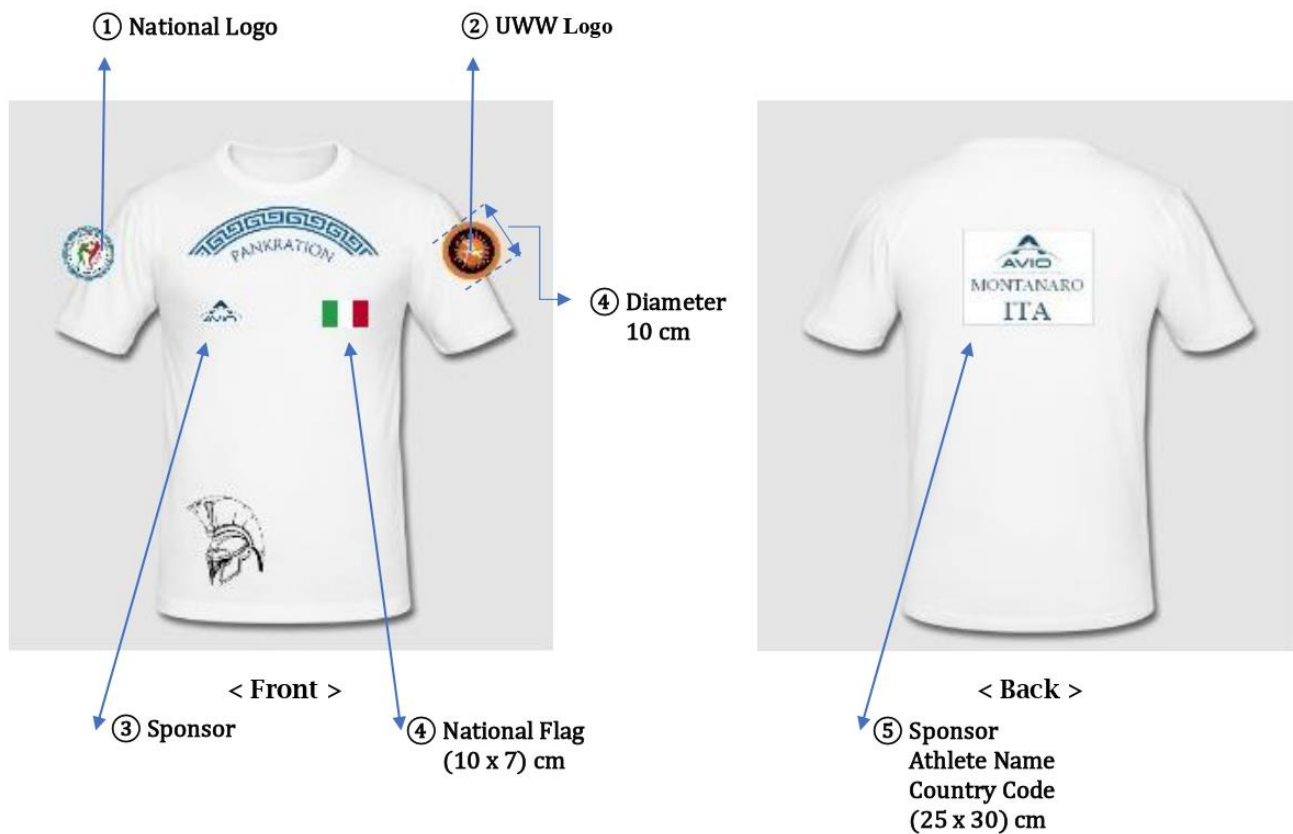 ① National Logo
② UWW Logo
PANKRATION
AVIO
④ Diameter
10 cm
AVIO
MONTANARO
ITA
< Front >
< Back >
③ Sponsor
④ National Flag
(10 x 7) cm
⑤ Sponsor
Athlete Name
Country Code
(25 x 30) cm